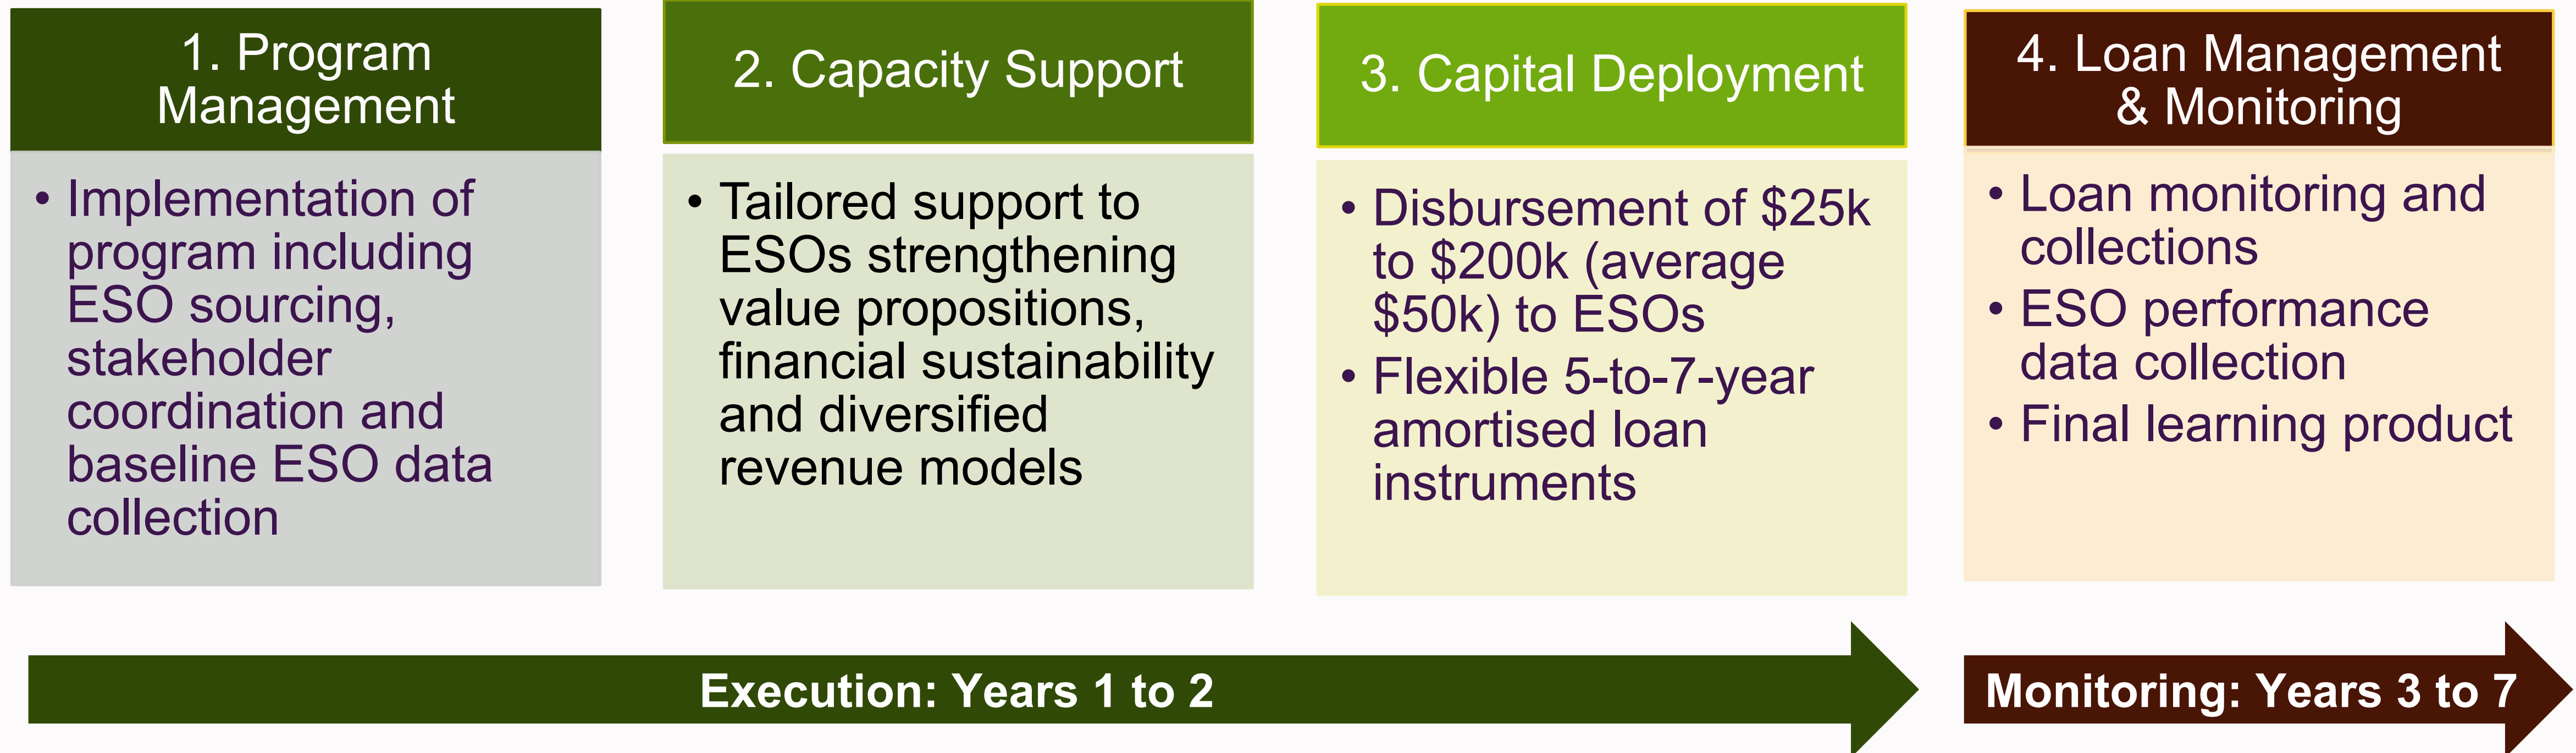 1. Program
Management
• Implementation of
program including
ESO sourcing,
stakeholder
coordination and
baseline ESO data
collection
2. Capacity Support
• Tailored support to
ESOs strengthening
value propositions,
financial sustainability
and diversified
revenue models
3. Capital Deployment
• Disbursement of $25k
to $200k (average
$50k) to ESOs
• Flexible 5-to-7-year
amortised loan
instruments
4. Loan Management
& Monitoring
• Loan monitoring and
collections
• ESO performance
data collection
• Final learning product
Execution: Years 1 to 2
Monitoring: Years 3 to 7